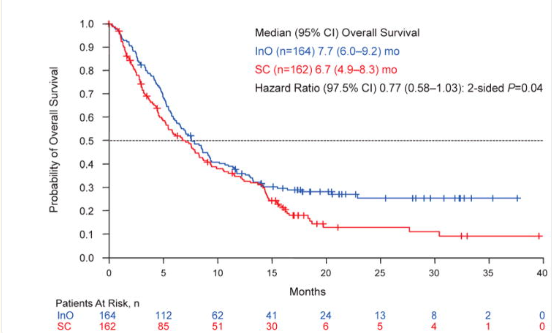 Median (95% CI) Overall Survival
InO (n=164) 7.7 (6.0–9.2) mo
SC (n=162) 6.7 (4.9–8.3) mo
Hazard Ratio (97.5% CI) 0.77 (0.58–1.03): 2-sided P=0.04
Probability of Overall Survival
1.0
0.9
0.8
0.7
0.6
0.5
0.4
0.3
0.2
0.1
0.0
0 5 10 15 20 25 30 35 40
Months
Patients At Risk, n
InO 164 112 62 41 24 13 8 2 0
SC 162 85 51 30 6 5 4 1 0